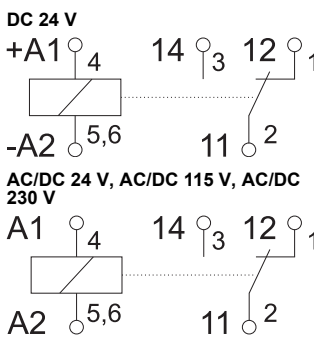 DC 24 V
+A1 14 12
4 3 1
-A2 5,6 11 2
AC/DC 24 V, AC/DC 115 V, AC/DC
230 V
A1 14 12
4 3 1
A2 5,6 11 2